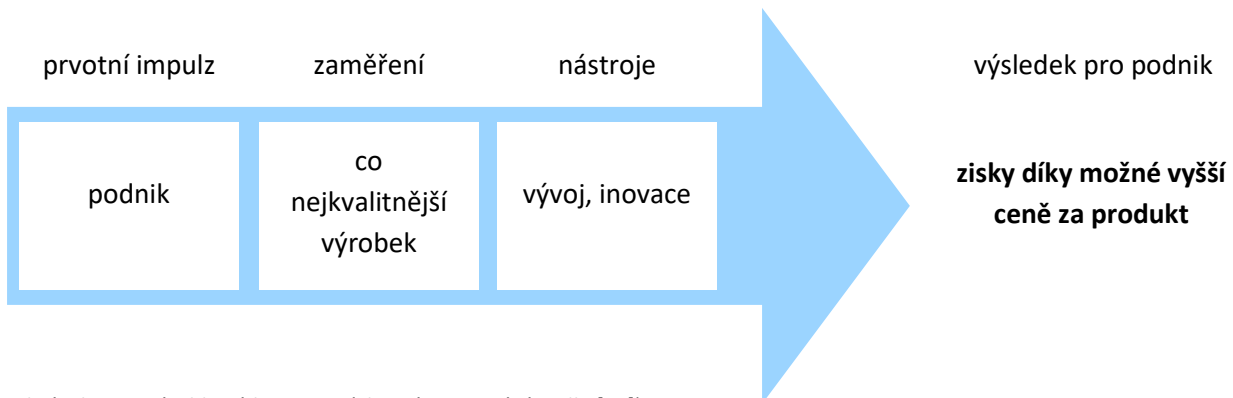 prvotní impulz
zaměření
nástroje
výsledek pro podnik
podnik
co
nejkvalitnější
výrobek
vývoj, inovace
zisky díky možné vyšší
ceně za produkt